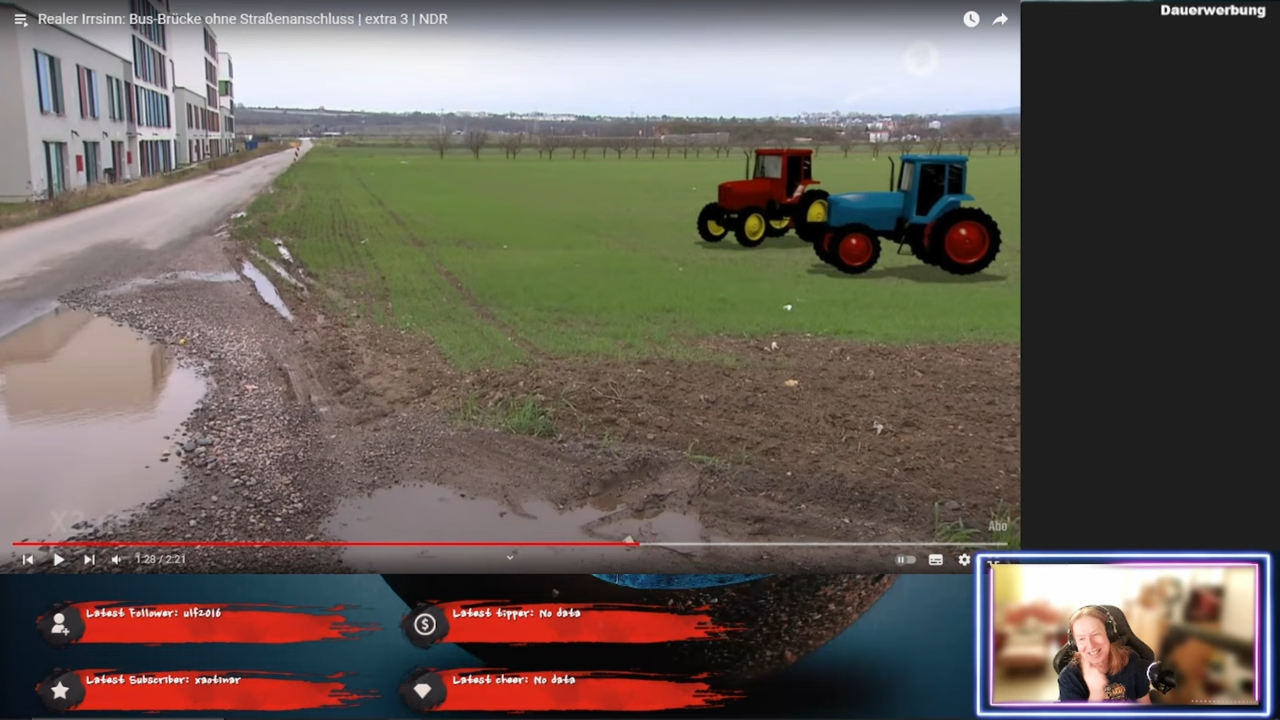 Realer Irrsinn: Bus-Brücke ohne Straßenanschluss | extra 3 | NDR
Dauerwerbung
Abo
1:28 / 2:21
Latest Follower: ulf2016
Latest tipper: No data
Latest Subscriber: xaotinar
Latest cheer: No data